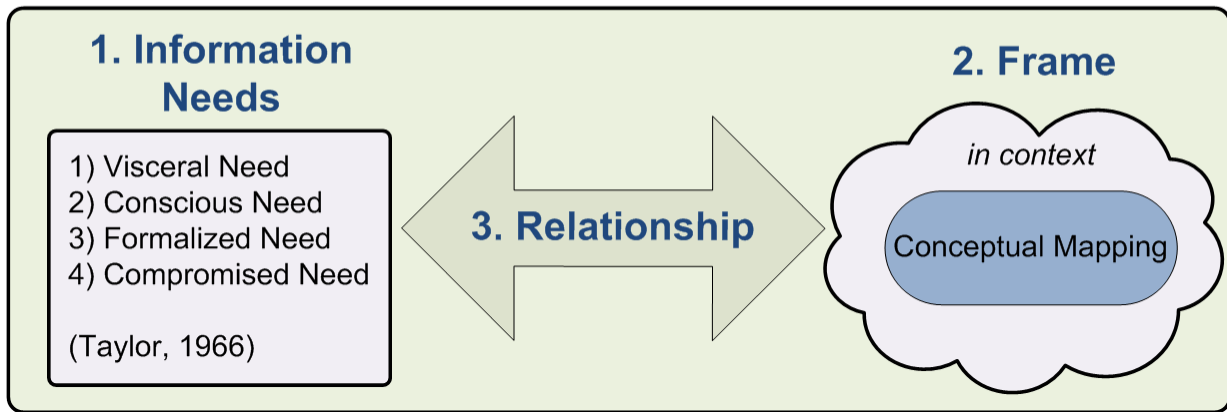 1. Information
Needs
1) Visceral Need
2) Conscious Need
3) Formalized Need
4) Compromised Need
(Taylor, 1966)
3. Relationship
2. Frame
in context
Conceptual Mapping